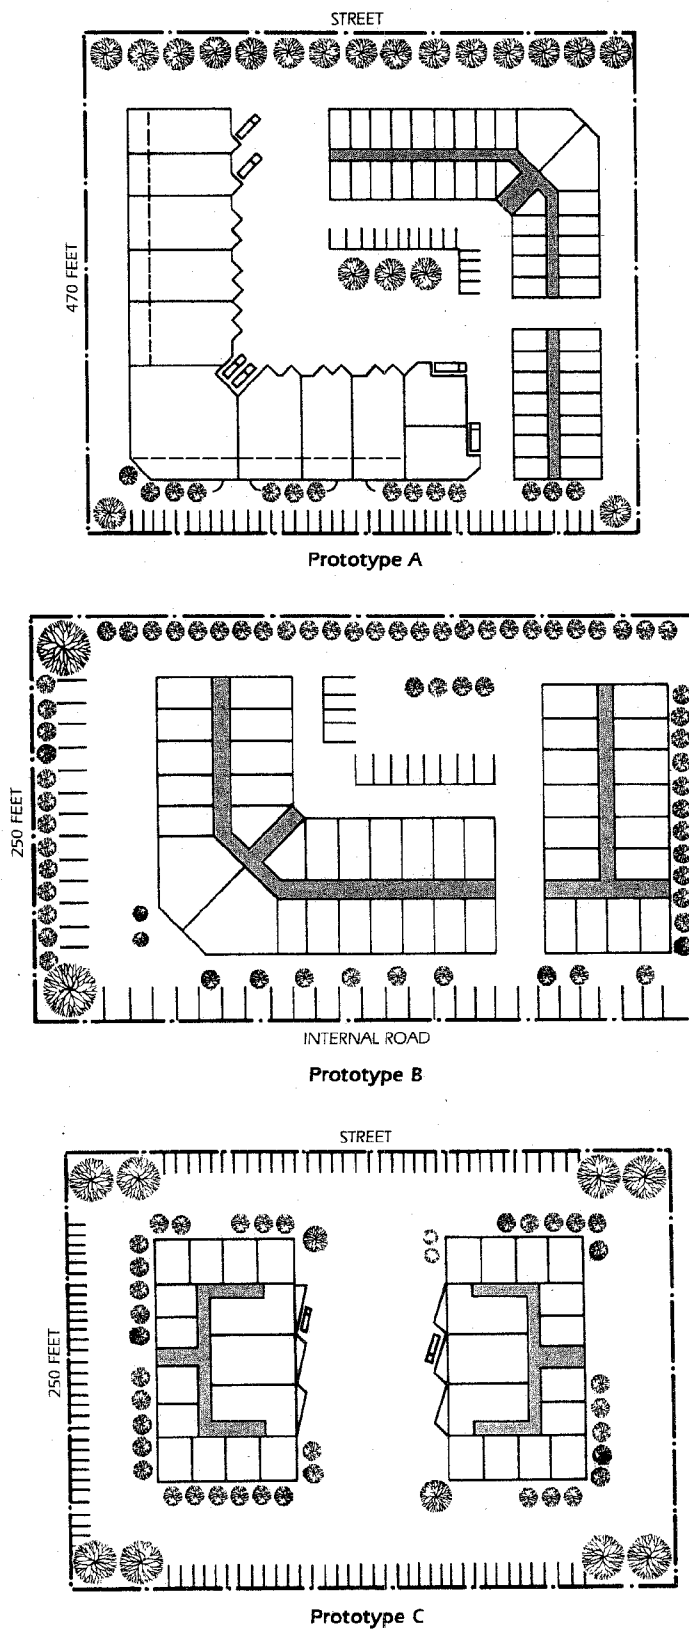 STREET
470 FEET
Prototype A
250 FEET
INTERNAL ROAD
Prototype B
STREET
250 FEET
Prototype C